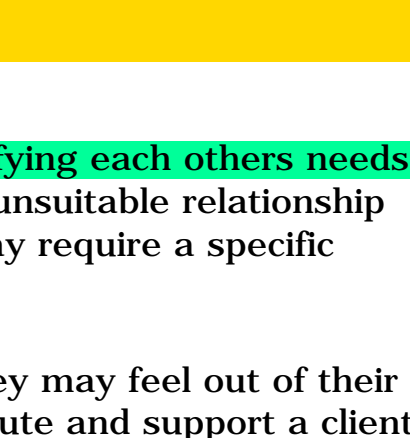 fying each others needs
unsuitable relationship
ay require a specific
ey may feel out of their
ute and support a client